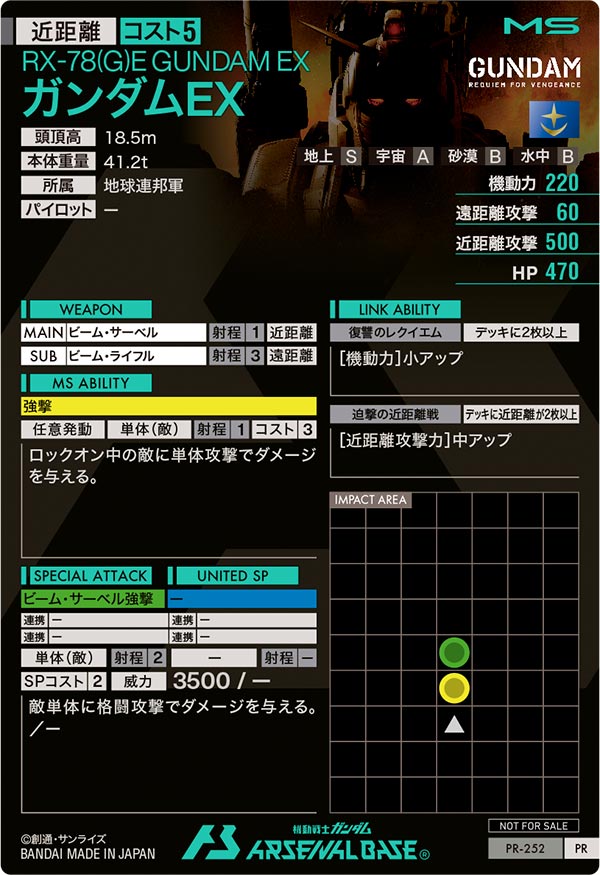 近距離 コスト5 MS
RX-78(G)E GUNDAM EX
ガンダムEX
GUNDAM
REQUIEM FOR VENGEANCE
頭頂高 18.5m
本体重量 41.2t
所属 地球連邦軍
パイロット ー
地上 S 宇宙 A 砂漠 B 水中 B
機動力 220
遠距離攻撃 60
近距離攻撃 500
HP 470
WEAPON
MAIN ビーム・サーベル 射程 1 近距離
SUB ビーム・ライフル 射程 3 遠距離
MS ABILITY
強撃
任意発動 単体(敵) 射程 1 コスト 3
ロックオン中の敵に単体攻撃でダメージ
を与える。
LINK ABILITY
復讐のレクイエム デッキに2枚以上
[機動力]小アップ
迫撃の近距離戦 デッキに近距離が2枚以上
[近距離攻撃力]中アップ
IMPACT AREA
SPECIAL ATTACK UNITED SP
ビーム・サーベル強撃 ー
連携 ー 連携 ー
連携 ー 連携 ー
単体(敵) 射程 2 ー 射程 ー
SPコスト 2 威力 3500 / ー
敵単体に格闘攻撃でダメージを与える。
/ー
©創通・サンライズ
BANDAI MADE IN JAPAN
機動戦士ガンダム
AB ARSENAL BASE®
NOT FOR SALE
PR-252 PR